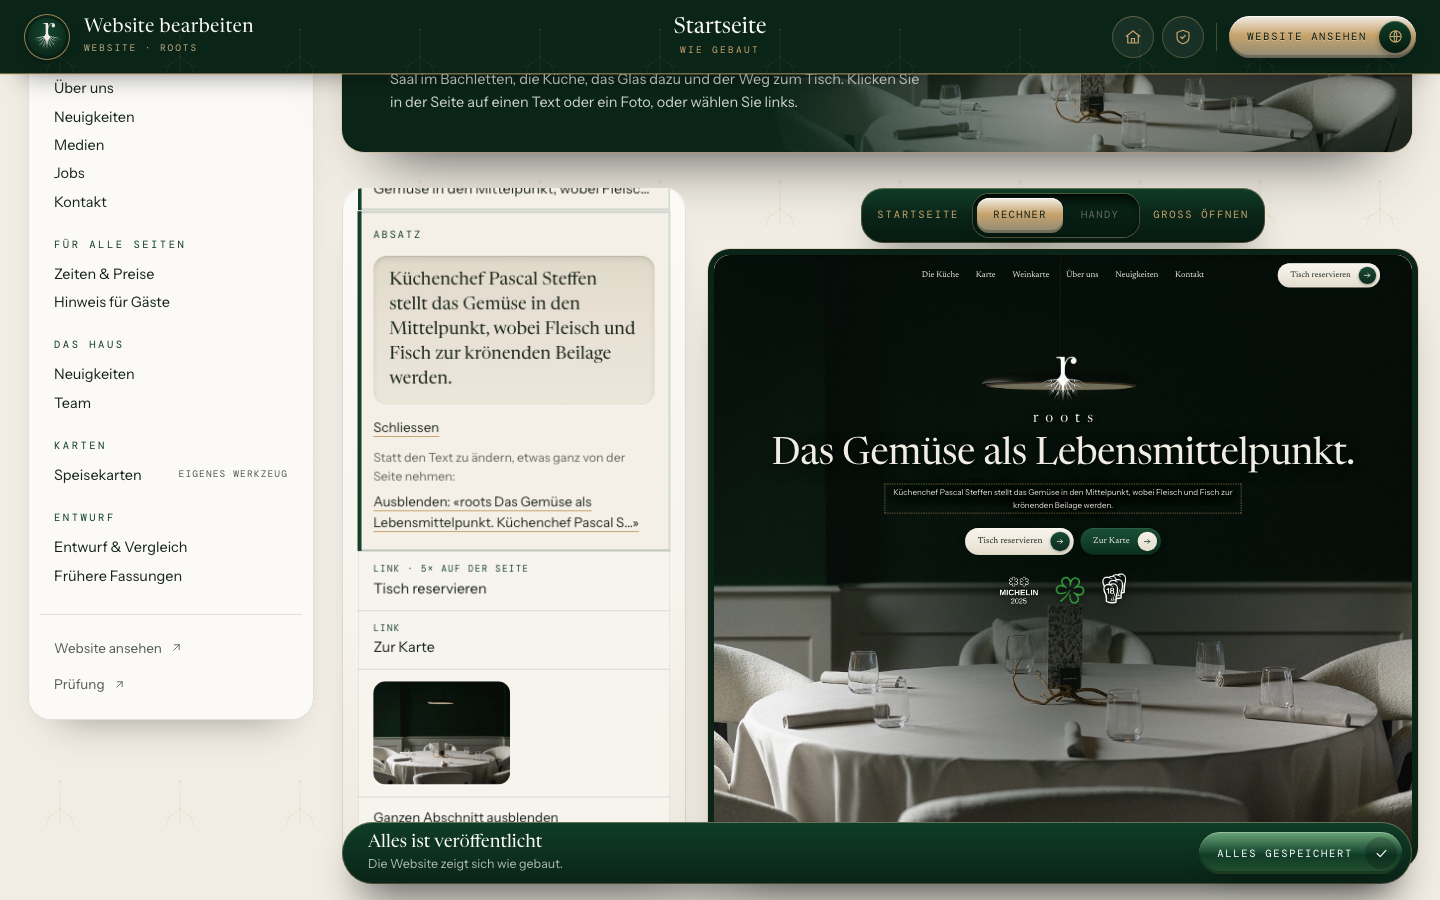 Website bearbeiten
WEBSITE · ROOTS
Startseite
WIE GEBAUT
WEBSITE ANSEHEN
Über uns
Neuigkeiten
Medien
Jobs
Kontakt
FÜR ALLE SEITEN
Zeiten & Preise
Hinweis für Gäste
DAS HAUS
Neuigkeiten
Team
KARTEN
Speisekarten
EIGENES WERKZEUG
ENTWURF
Entwurf & Vergleich
Frühere Fassungen
Website ansehen
Prüfung
Saal im Bachletten, die Küche, das Glas dazu und der Weg zum Tisch. Klicken Sie
in der Seite auf einen Text oder ein Foto, oder wählen Sie links.
Gemüse in den Mittelpunkt, wobei Fleisc...
ABSATZ
Küchenchef Pascal Steffen
stellt das Gemüse in den
Mittelpunkt, wobei Fleisch und
Fisch zur krönenden Beilage
werden.
Schliessen
Statt den Text zu ändern, etwas ganz von der
Seite nehmen:
Ausblenden: «roots Das Gemüse als
Lebensmittelpunkt. Küchenchef Pascal S...»
LINK · 5× AUF DER SEITE
Tisch reservieren
LINK
Zur Karte
Ganzen Abschnitt ausblenden
STARTSEITE
RECHNER
HANDY
GROSS ÖFFNEN
Die Küche
Karte
Weinkarte
Über uns
Neuigkeiten
Kontakt
Tisch reservieren
r
roots
Das Gemüse als Lebensmittelpunkt.
Küchenchef Pascal Steffen stellt das Gemüse in den Mittelpunkt, wobei Fleisch und Fisch zur
krönenden Beilage werden.
Tisch reservieren
Zur Karte
MICHELIN
2025
18
Alles ist veröffentlicht
Die Website zeigt sich wie gebaut.
ALLES GESPEICHERT